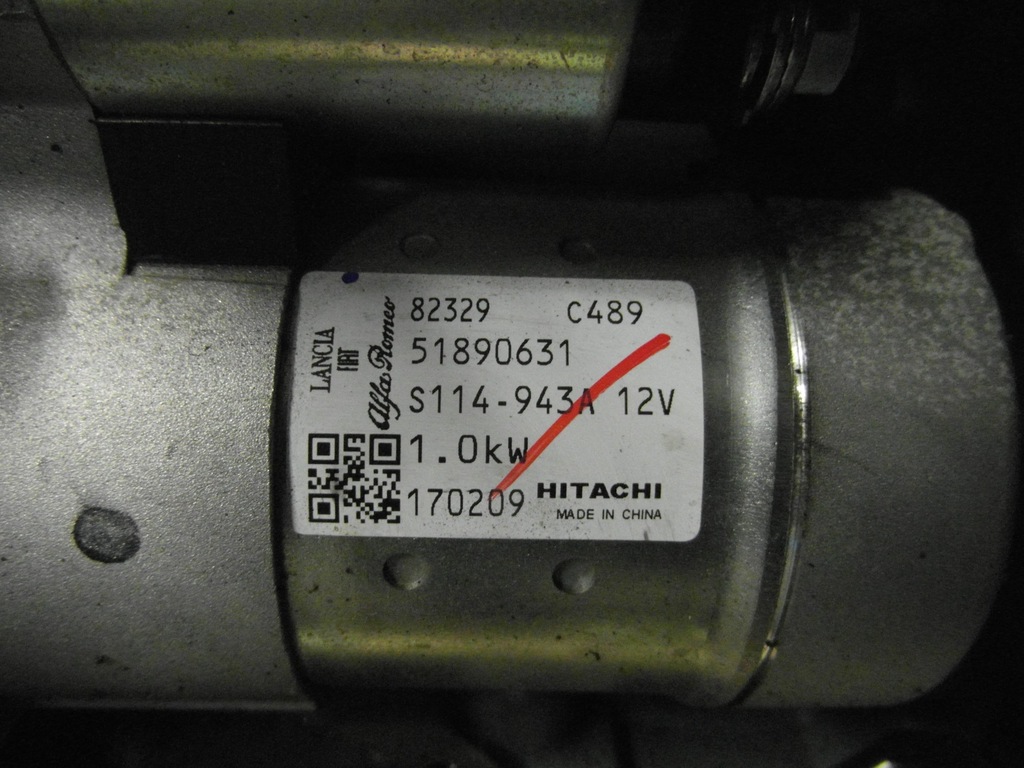 LANCIA
FIAT
Alfa Romeo
82329 C489
51890631
S114-943A 12V
1.0kW
170209 HITACHI
MADE IN CHINA